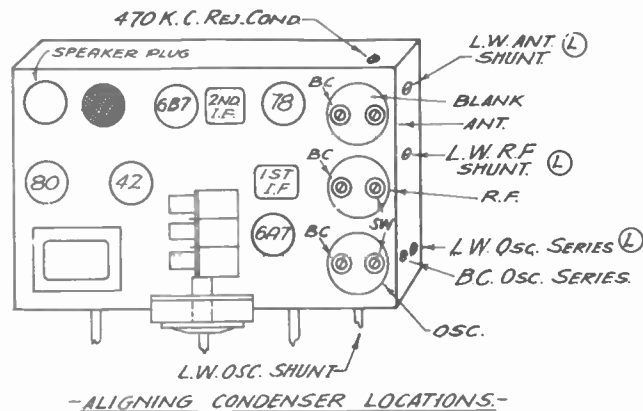 470 K.C. REJ. COND.
SPEAKER PLUG
L.W. ANT. Ⓛ
SHUNT.
6B7
2ND
I.F.
78
BC
BLANK
ANT.
L.W. R.F
SHUNT. Ⓛ
80
42
1ST
I.F
BC
R.F.
6A7
SW
BC
L.W. OSC. SERIES Ⓛ
B.C. OSC. SERIES.
OSC.
L.W. OSC. SHUNT
-ALIGNING CONDENSER LOCATIONS.-